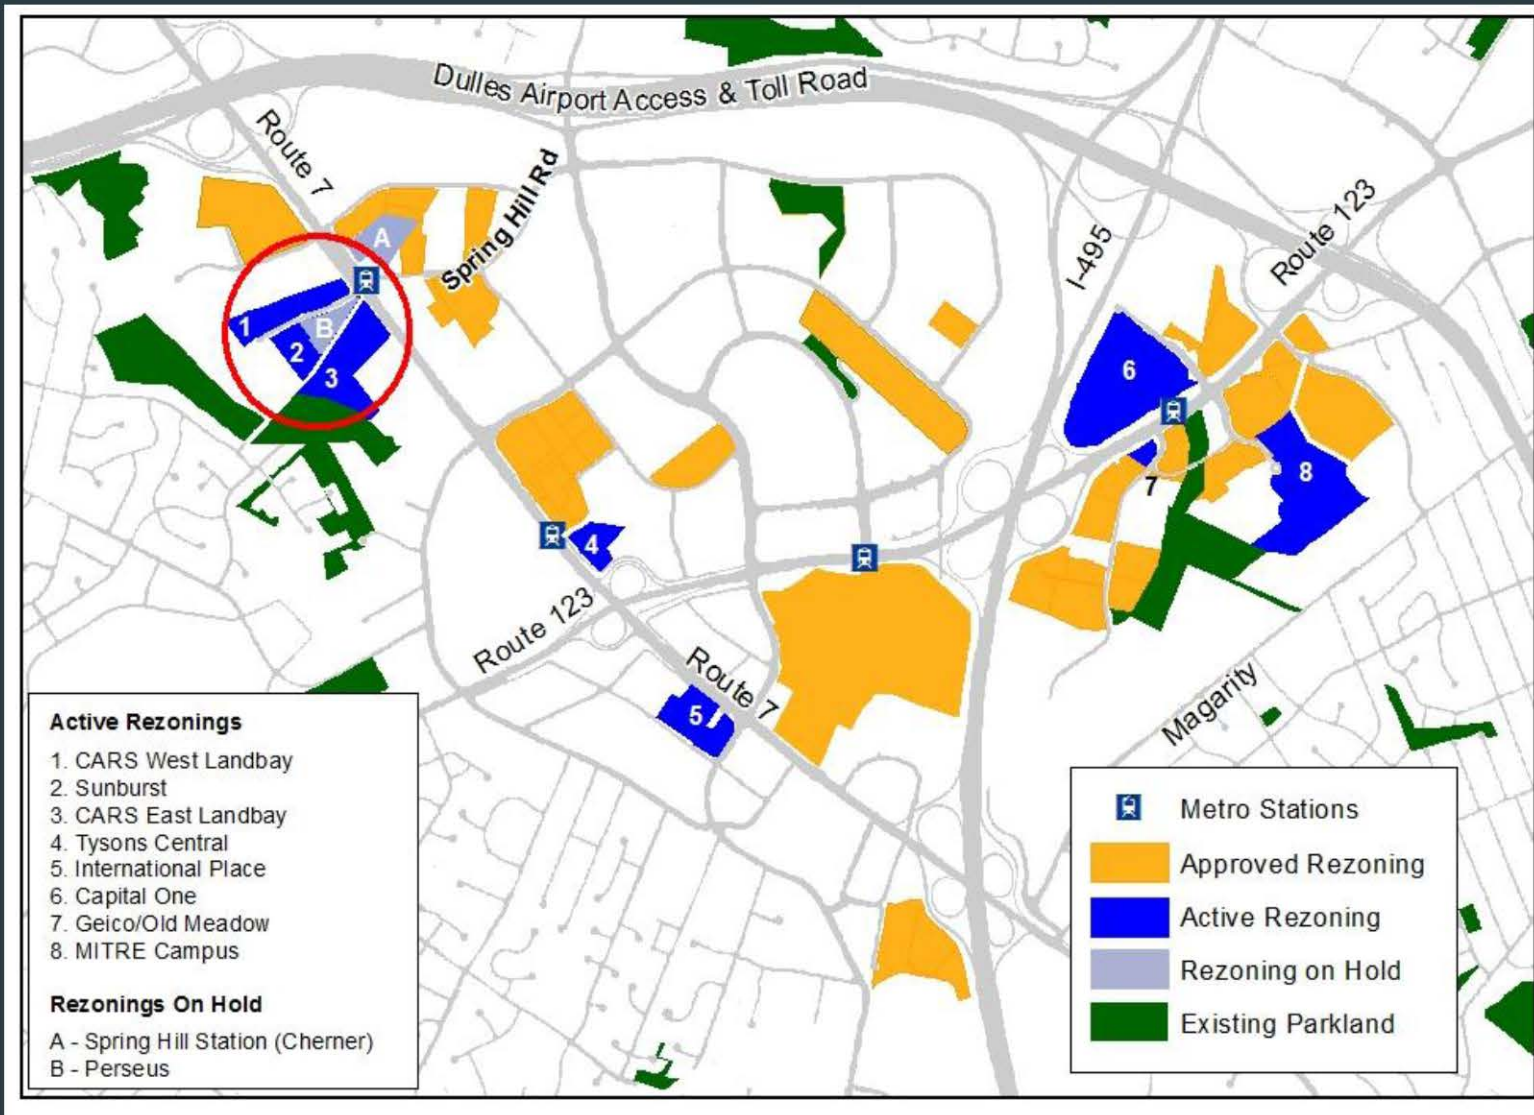 Dulles Airport Access & Toll Road
Route 7
Spring Hill Rd
I-495
Route 123
A
1
B
2
3
6
7
8
4
Route 123
Route 7
5
Magarity
Active Rezonings
1. CARS West Landbay
2. Sunburst
3. CARS East Landbay
4. Tysons Central
5. International Place
6. Capital One
7. Geico/Old Meadow
8. MITRE Campus
Rezonings On Hold
A - Spring Hill Station (Cherner)
B - Perseus
Metro Stations
Approved Rezoning
Active Rezoning
Rezoning on Hold
Existing Parkland